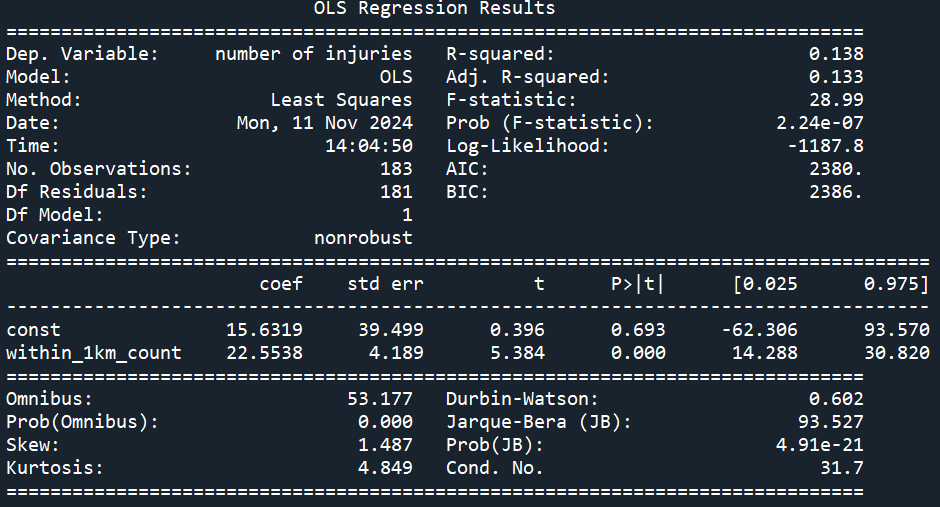 OLS Regression Results
==============================================================================
Dep. Variable: number of injuries R-squared: 0.138
Model: OLS Adj. R-squared: 0.133
Method: Least Squares F-statistic: 28.99
Date: Mon, 11 Nov 2024 Prob (F-statistic): 2.24e-07
Time: 14:04:50 Log-Likelihood: -1187.8
No. Observations: 183 AIC: 2380.
Df Residuals: 181 BIC: 2386.
Df Model: 1
Covariance Type: nonrobust
====================================================================================
coef std err t P>|t| [0.025 0.975]
------------------------------------------------------------------------------------
const 15.6319 39.499 0.396 0.693 -62.306 93.570
within_1km_count 22.5538 4.189 5.384 0.000 14.288 30.820
==============================================================================
Omnibus: 53.177 Durbin-Watson: 0.602
Prob(Omnibus): 0.000 Jarque-Bera (JB): 93.527
Skew: 1.487 Prob(JB): 4.91e-21
Kurtosis: 4.849 Cond. No. 31.7
==============================================================================